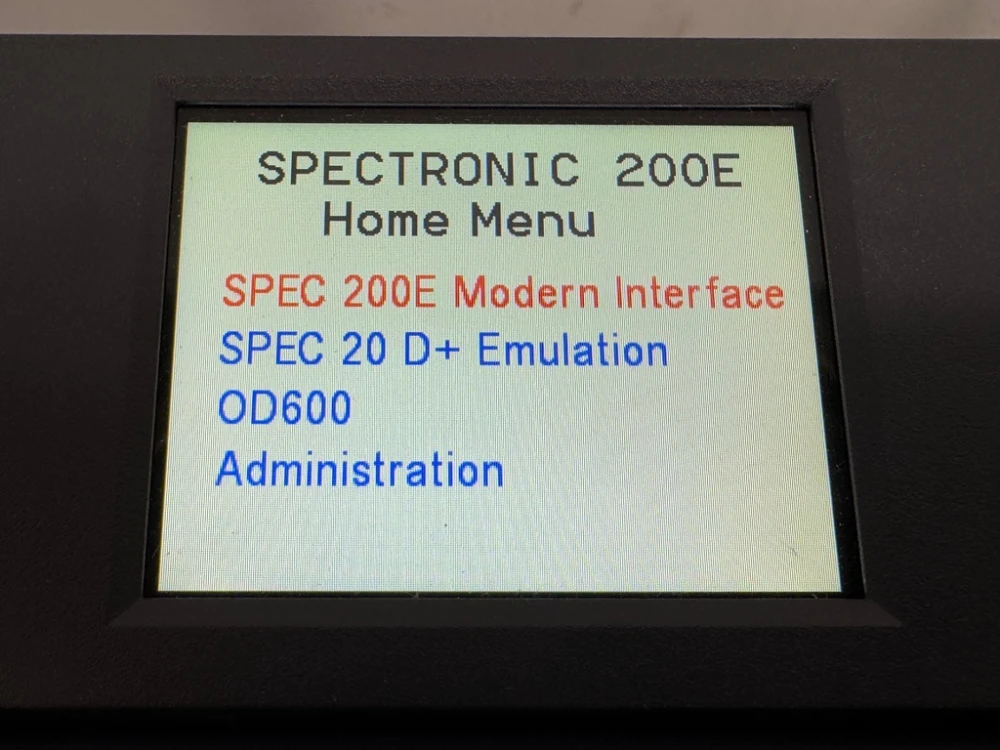 SPECTRONIC 200E
Home Menu
SPEC 200E Modern Interface
SPEC 20 D+ Emulation
OD600
Administration